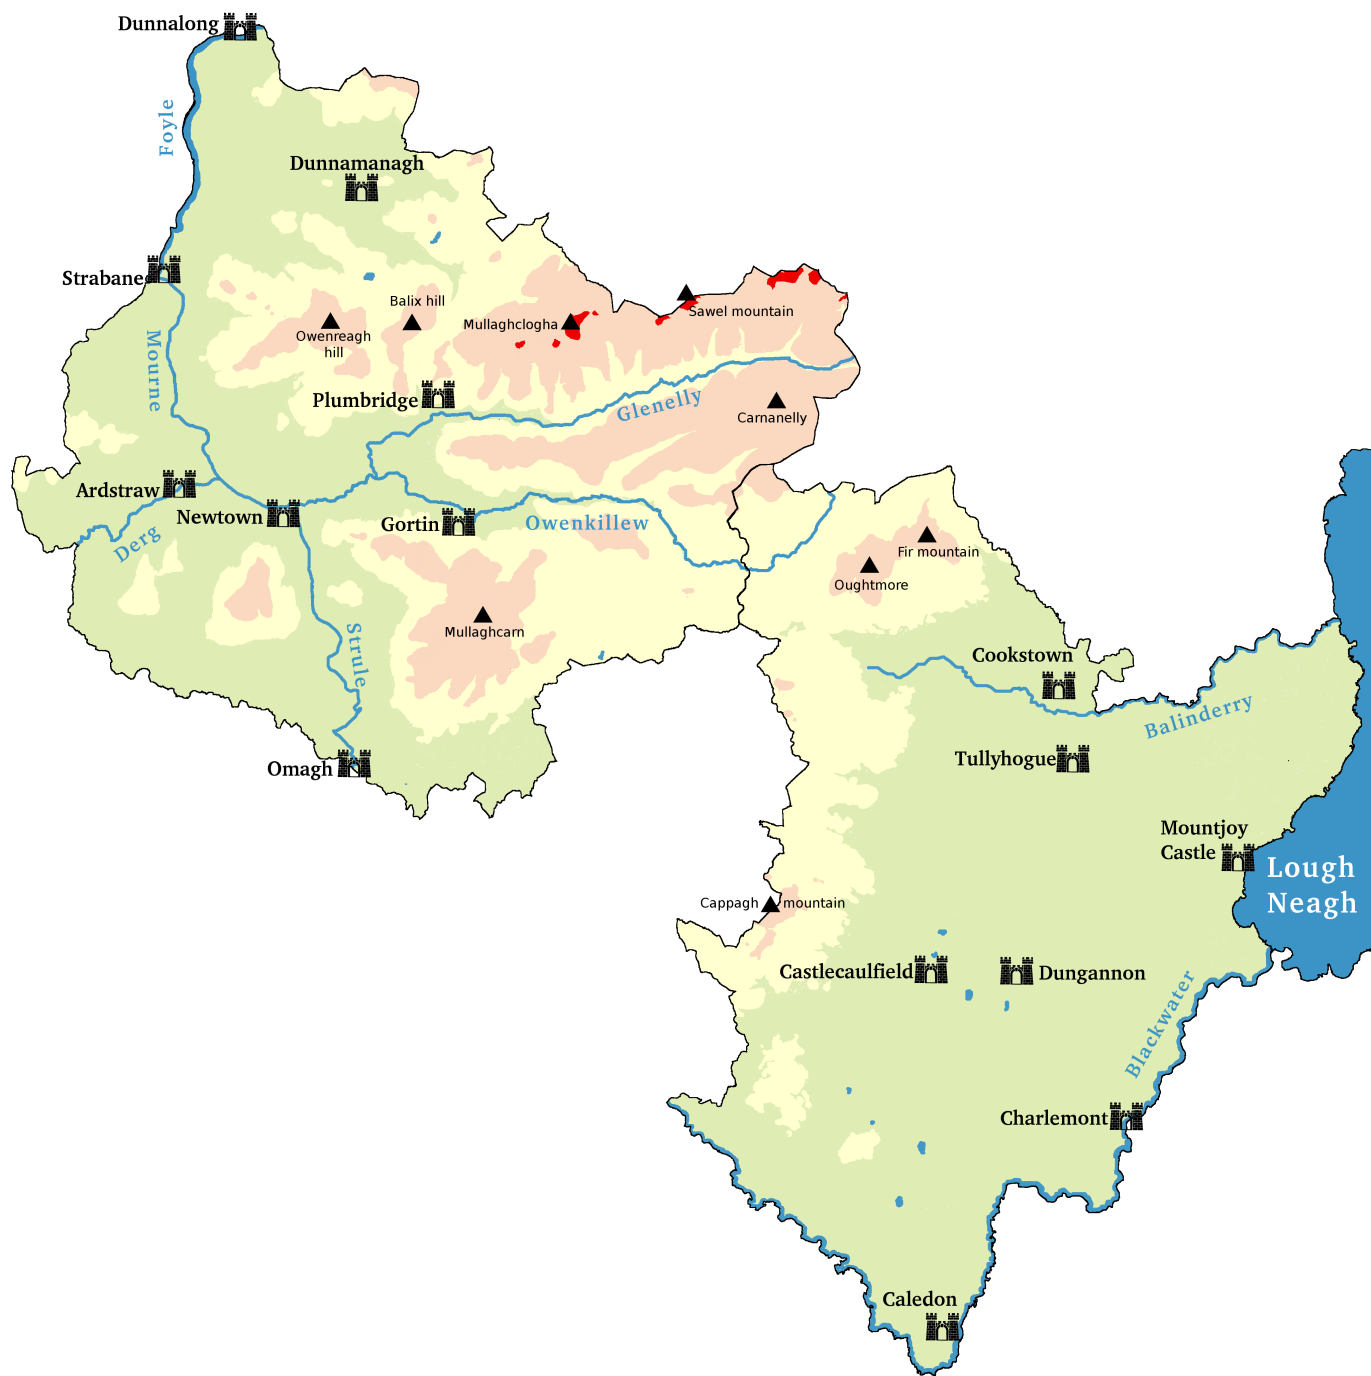 Dunnalong
Foyle
Dunnamanagh
Strabane
Balix hill
Mullaghclogha
Sawel mountain
Owenreagh
hill
Mourne
Plumbridge
Glenelly
Carnanelly
Ardstraw
Newtown
Gortin
Owenkillew
Derg
Fir mountain
Oughtmore
Mullaghcarn
Strule
Cookstown
Balinderry
Omagh
Tullyhogue
Mountjoy
Castle
Lough
Neagh
Cappagh mountain
Castlecaulfield
Dungannon
Blackwater
Charlemont
Caledon